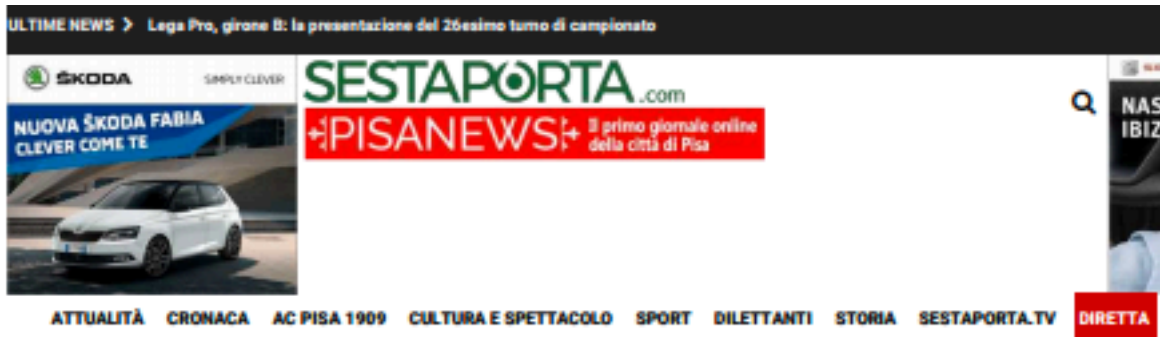 ULTIME NEWS > Lega Pro, girone B: la presentazione del 26esimo turno di campionato
ŠKODA SIMPLY CLEVER
NUOVA ŠKODA FABIA
CLEVER COME TE
SESTAPORTA.com
PISANEWS Il primo giornale online
della città di Pisa
NAS
IBIZ
ATTUALITÀ CRONACA AC PISA 1909 CULTURA E SPETTACOLO SPORT DILETTANTI STORIA SESTAPORTA.TV DIRETTA